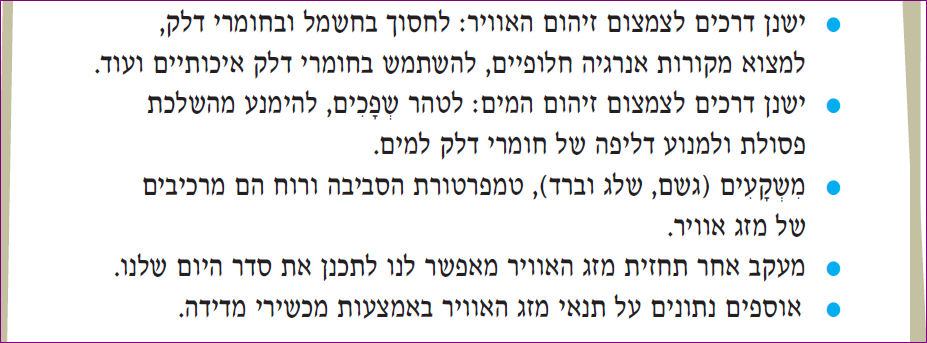 • ישנן דרכים לצמצום זיהום האוויר: לחסוך בחשמל ובחומרי דלק,
למצוא מקורות אנרגיה חלופיים, להשתמש בחומרי דלק איכותיים ועוד.
• ישנן דרכים לצמצום זיהום המים: לטהר שְפָכִים, להימנע מהשלכת
פסולת ולמנוע דליפה של חומרי דלק למים.
• מִשְקָעִים (גשם, שלג וברד), טמפרטורת הסביבה ורוח הם מרכיבים
של מזג אוויר.
• מעקב אחר תחזית מזג האוויר מאפשר לנו לתכנן את סדר היום שלנו.
• אוספים נתונים על תנאי מזג האוויר באמצעות מכשירי מדידה.